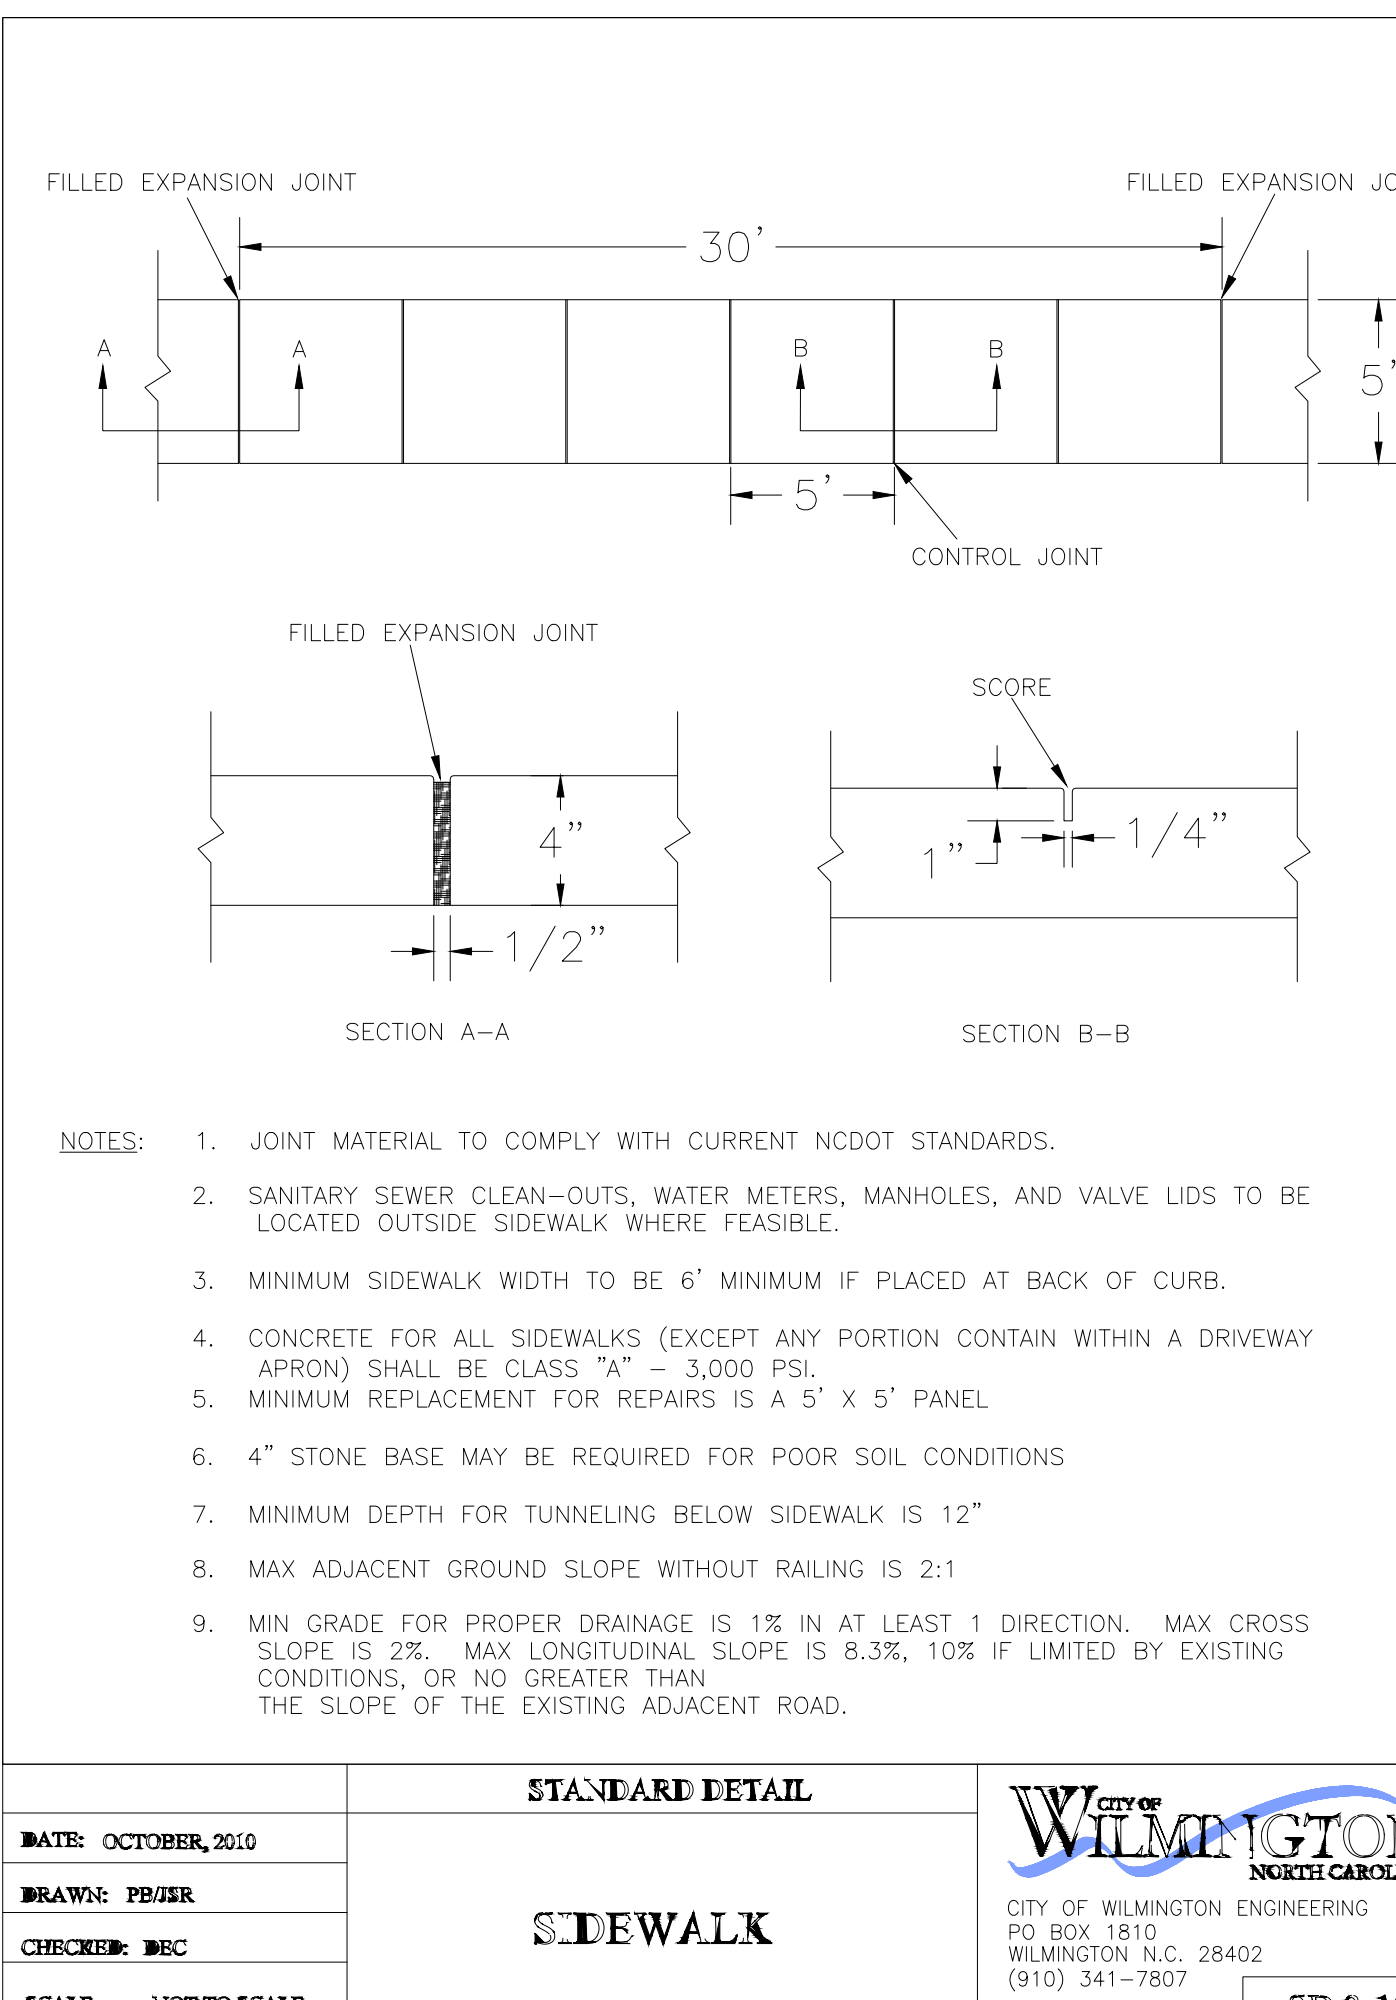 FILLED EXPANSION JOINT
FILLED EXPANSION
30'
A
A
B
B
5'
5'
CONTROL JOINT
FILLED EXPANSION JOINT
SCORE
4"
1"
1/4"
1/2"
SECTION A-A
SECTION B-B
NOTES: 1. JOINT MATERIAL TO COMPLY WITH CURRENT NCDOT STANDARDS.
2. SANITARY SEWER CLEAN-OUTS, WATER METERS, MANHOLES, AND VALVE LIDS TO BE
LOCATED OUTSIDE SIDEWALK WHERE FEASIBLE.
3. MINIMUM SIDEWALK WIDTH TO BE 6' MINIMUM IF PLACED AT BACK OF CURB.
4. CONCRETE FOR ALL SIDEWALKS (EXCEPT ANY PORTION CONTAIN WITHIN A DRIVEWAY
APRON) SHALL BE CLASS "A" – 3,000 PSI.
5. MINIMUM REPLACEMENT FOR REPAIRS IS A 5' X 5' PANEL
6. 4" STONE BASE MAY BE REQUIRED FOR POOR SOIL CONDITIONS
7. MINIMUM DEPTH FOR TUNNELING BELOW SIDEWALK IS 12"
8. MAX ADJACENT GROUND SLOPE WITHOUT RAILING IS 2:1
9. MIN GRADE FOR PROPER DRAINAGE IS 1% IN AT LEAST 1 DIRECTION. MAX CROSS
SLOPE IS 2%. MAX LONGITUDINAL SLOPE IS 8.3%, 10% IF LIMITED BY EXISTING
CONDITIONS, OR NO GREATER THAN
THE SLOPE OF THE EXISTING ADJACENT ROAD.
STANDARD DETAIL
DATE: OCTOBER, 2010
DRAWN: PB/JSR
CHECKED: DEC
SCALE NOT TO SCALE
SIDEWALK
CITY OF
WILMINGTON
NORTH
CITY OF WILMINGTON ENGINEERING
PO BOX 1810
WILMINGTON N.C. 28402
(910) 341-7807